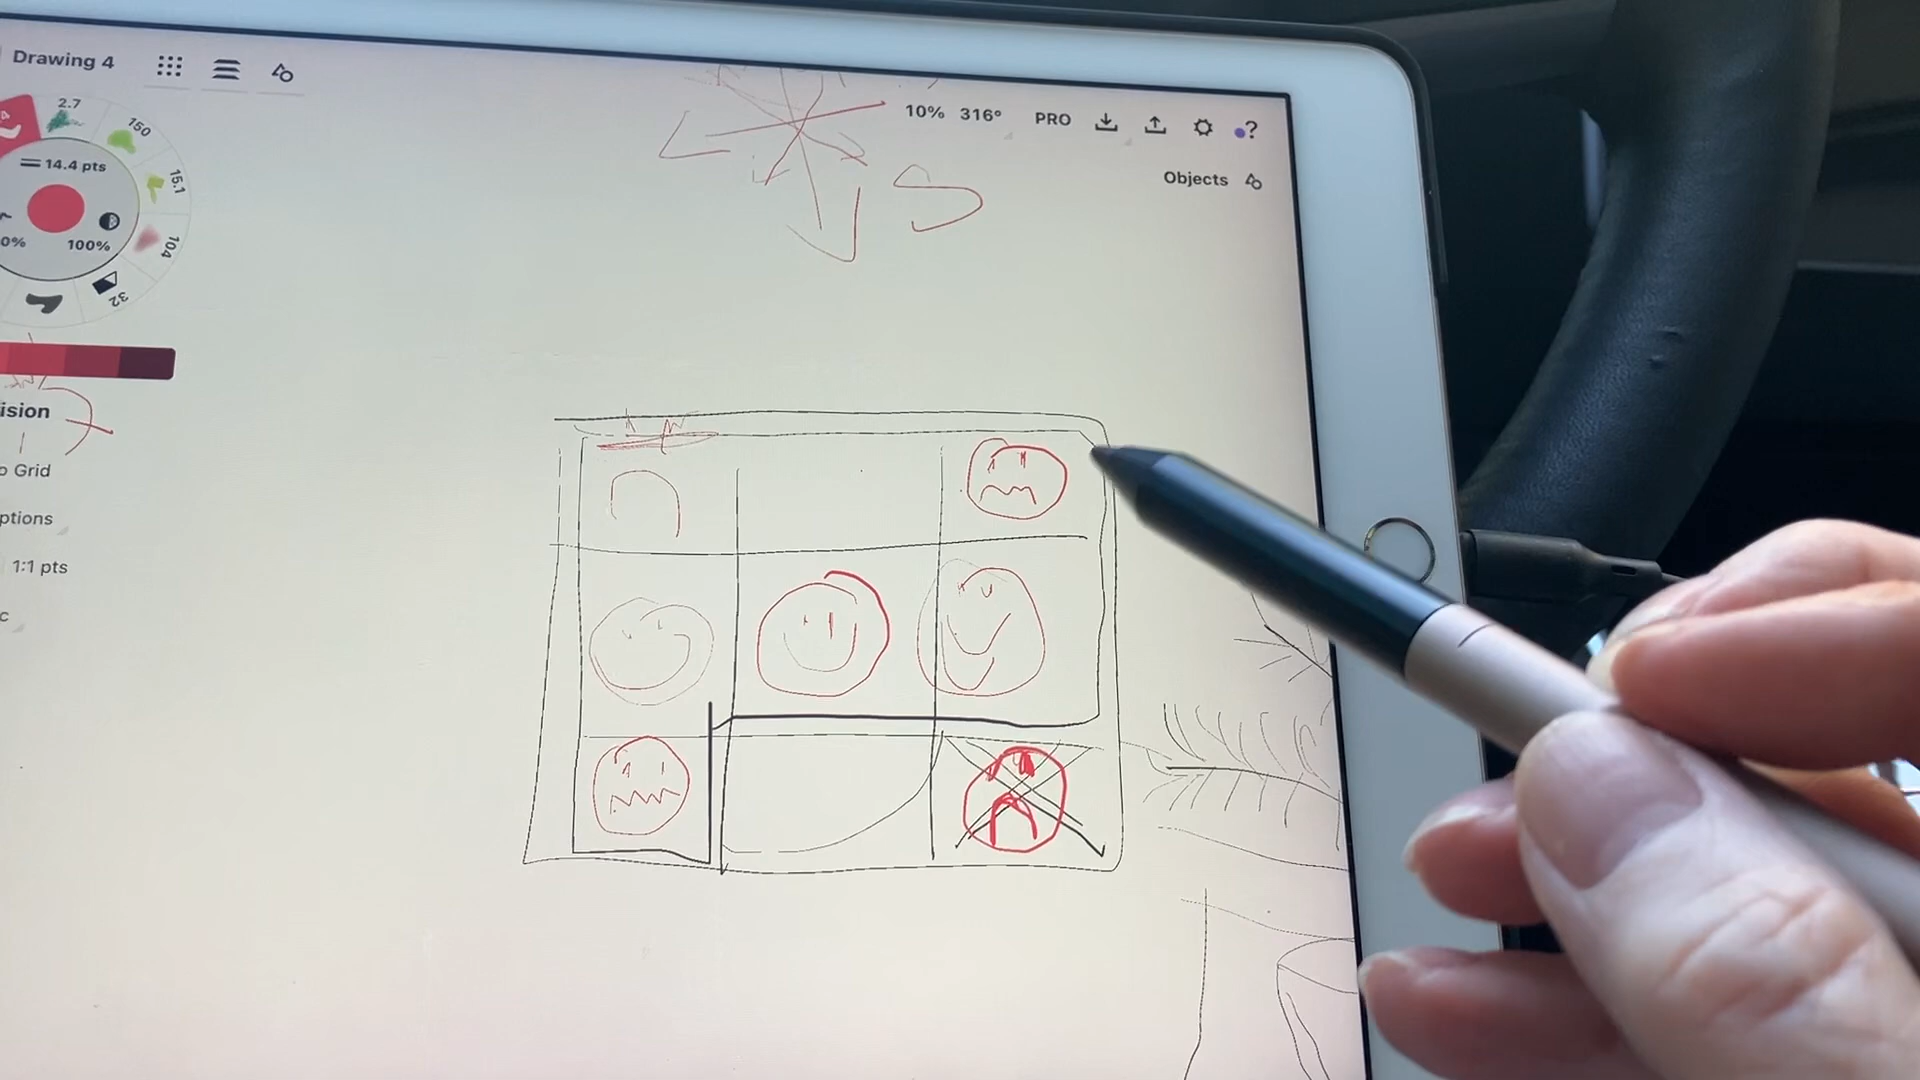 Drawing 4
10% 316° PRO ?
Objects
2.7
150
15.1
104
32
14.4 pts
0% 100%
ision
o Grid
ptions
1:1 pts
c
L
S
N